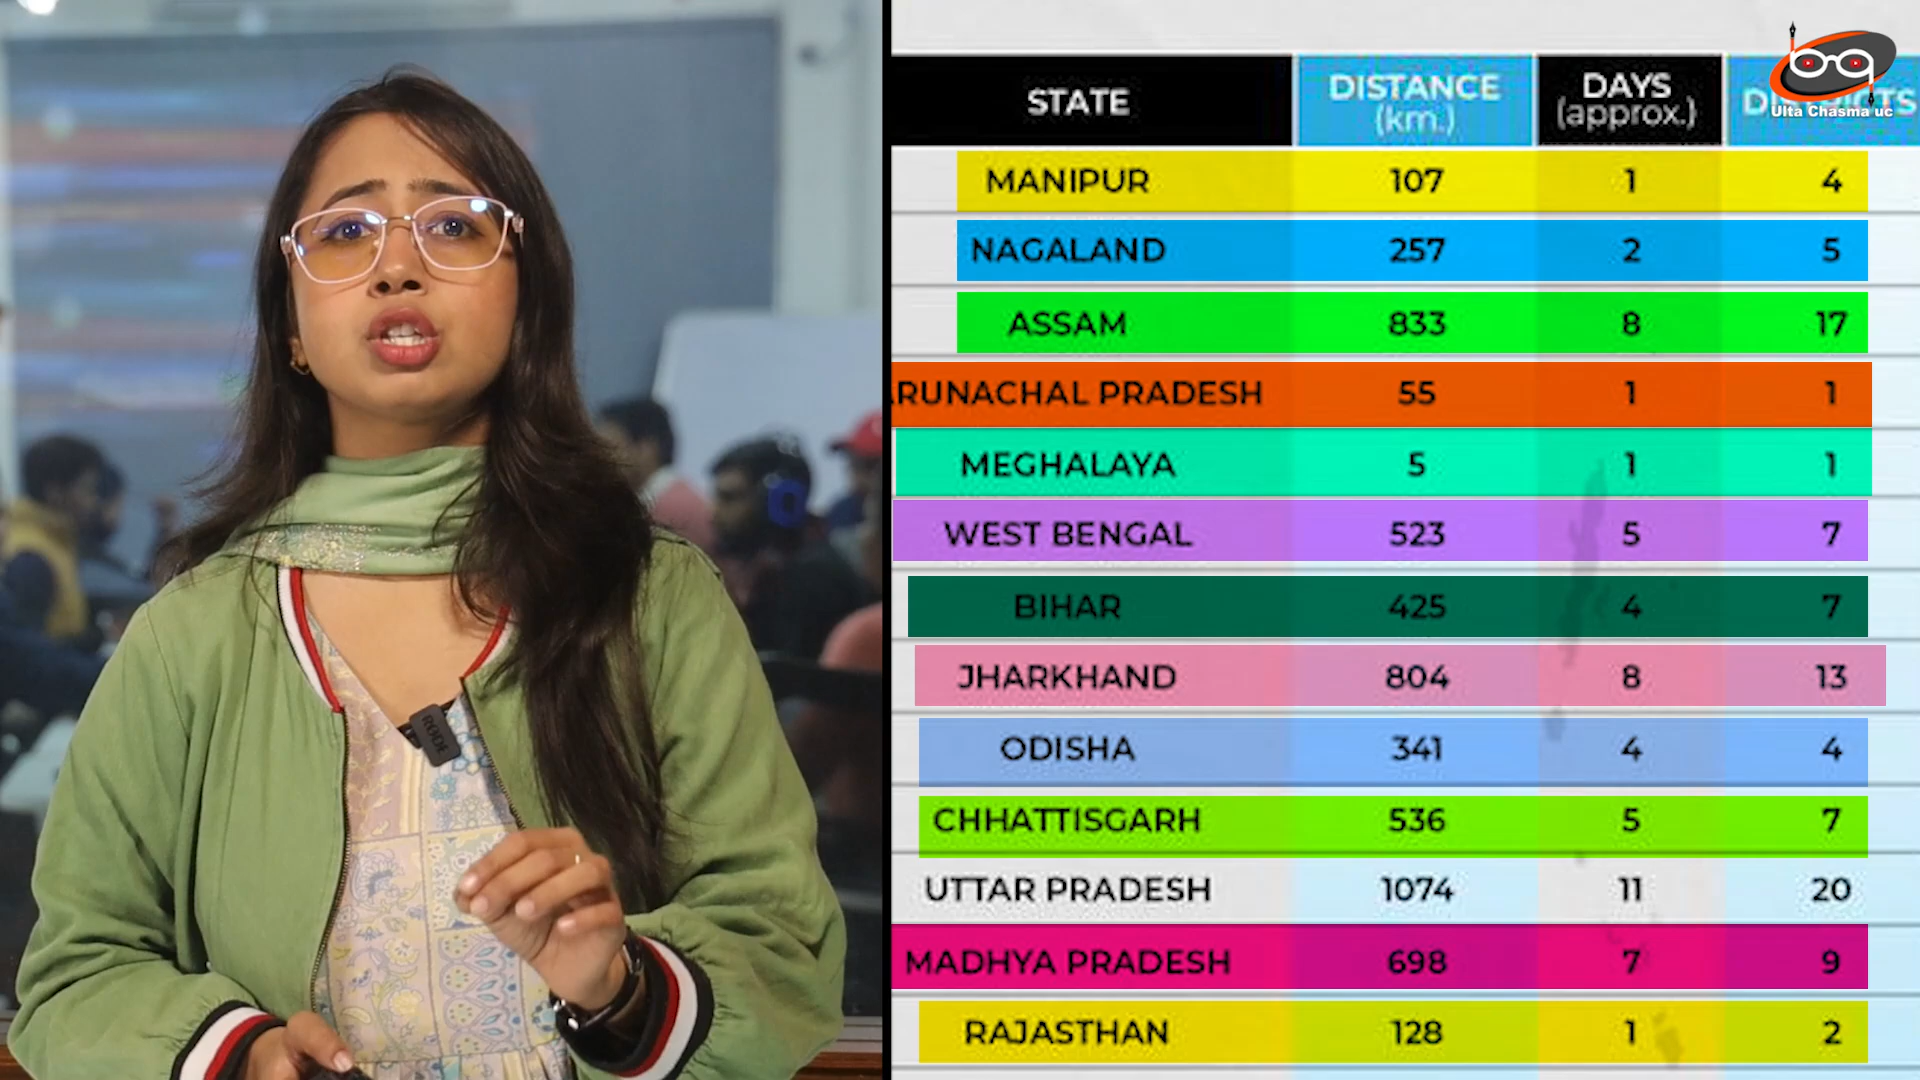 STATE DISTANCE (km.) DAYS (approx.) DISTRICTS
Ulta Chasma uc
MANIPUR 107 1 4
NAGALAND 257 2 5
ASSAM 833 8 17
RUNACHAL PRADESH 55 1 1
MEGHALAYA 5 1 1
WEST BENGAL 523 5 7
BIHAR 425 4 7
JHARKHAND 804 8 13
ODISHA 341 4 4
CHHATTISGARH 536 5 7
UTTAR PRADESH 1074 11 20
MADHYA PRADESH 698 7 9
RAJASTHAN 128 1 2
RODE